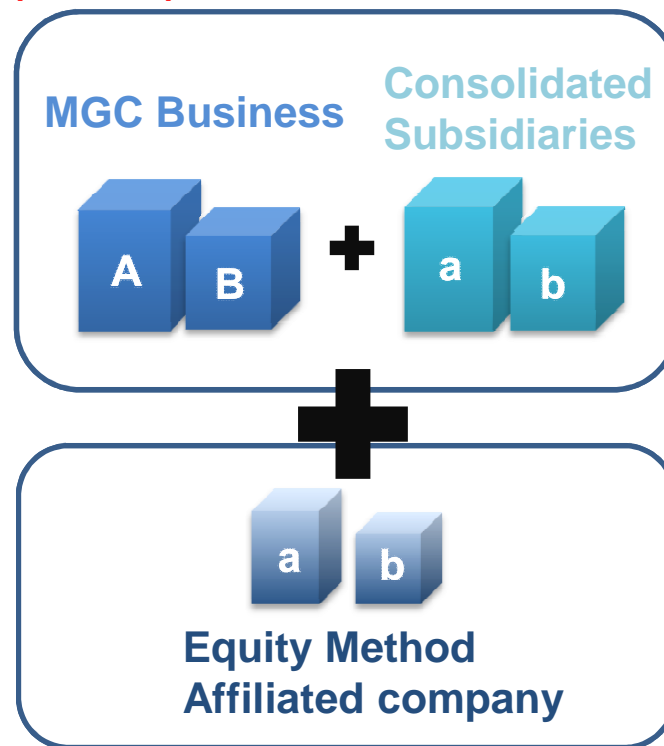 MGC Business
Consolidated
Subsidiaries
A
B
a
b
a
b
Equity Method
Affiliated company